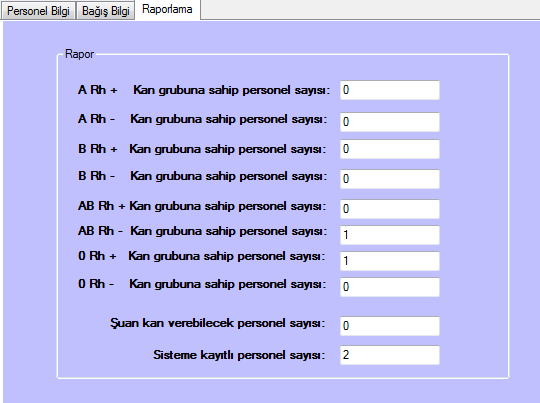 Personel Bilgi Bağış Bilgi Raporlama
Rapor
A Rh + Kan grubuna sahip personel sayısı: 0
A Rh - Kan grubuna sahip personel sayısı: 0
B Rh + Kan grubuna sahip personel sayısı: 0
B Rh - Kan grubuna sahip personel sayısı: 0
AB Rh + Kan grubuna sahip personel sayısı: 0
AB Rh - Kan grubuna sahip personel sayısı: 1
0 Rh + Kan grubuna sahip personel sayısı: 1
0 Rh - Kan grubuna sahip personel sayısı: 0
Şuan kan verebilecek personel sayısı: 0
Sisteme kayıtlı personel sayısı: 2